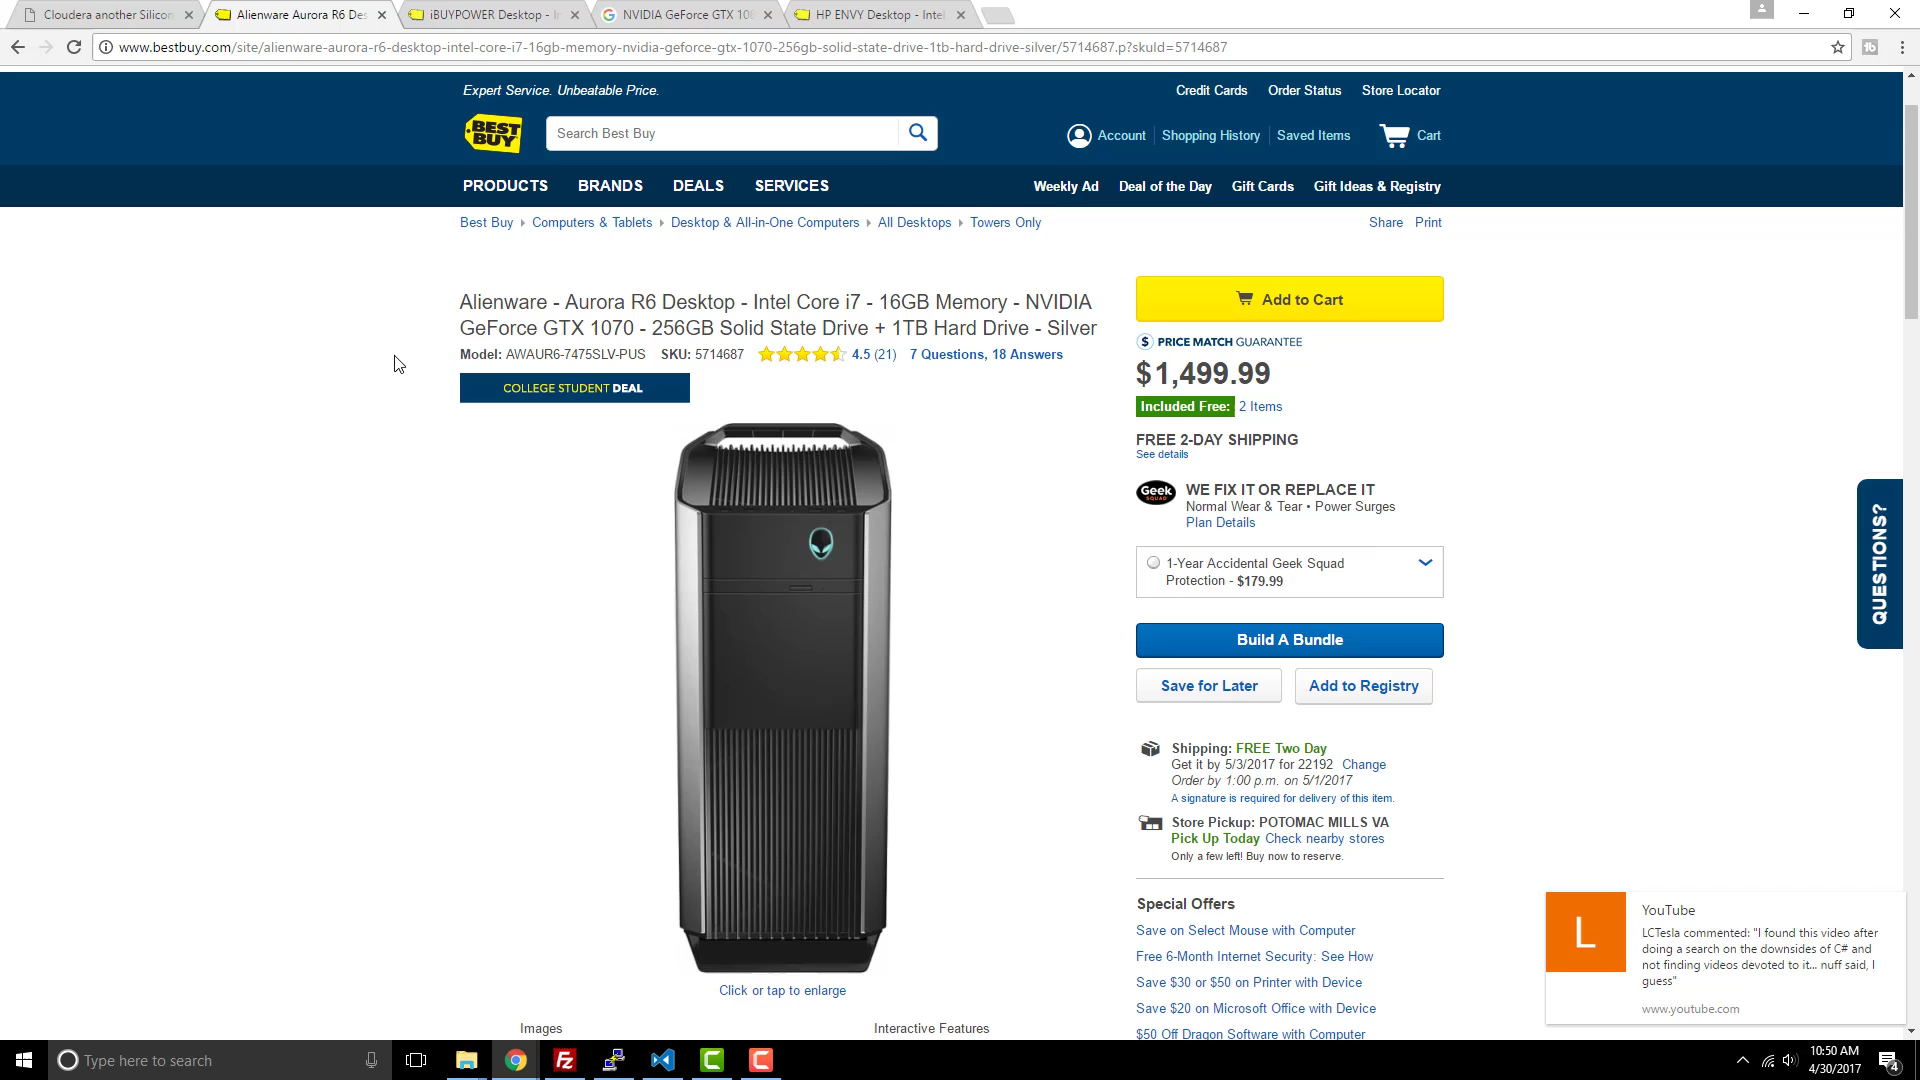 Cloudera another Silicon
Alienware Aurora R6 Des
iBUYPOWER Desktop - In
NVIDIA GeForce GTX 108
HP ENVY Desktop - Intel
www.bestbuy.com/site/alienware-aurora-r6-desktop-intel-core-i7-16gb-memory-nvidia-geforce-gtx-1070-256gb-solid-state-drive-1tb-hard-drive-silver/5714687.p?skuId=5714687
Expert Service. Unbeatable Price.
Credit Cards Order Status Store Locator
BEST BUY
Search Best Buy
Account Shopping History Saved Items Cart
PRODUCTS BRANDS DEALS SERVICES
Weekly Ad Deal of the Day Gift Cards Gift Ideas & Registry
Best Buy Computers & Tablets Desktop & All-in-One Computers All Desktops Towers Only
Share Print
Alienware - Aurora R6 Desktop - Intel Core i7 - 16GB Memory - NVIDIA
GeForce GTX 1070 - 256GB Solid State Drive + 1TB Hard Drive - Silver
Model: AWAUR6-7475SLV-PUS SKU: 5714687 4.5 (21) 7 Questions, 18 Answers
COLLEGE STUDENT DEAL
Click or tap to enlarge
Images
Interactive Features
Add to Cart
$ PRICE MATCH GUARANTEE
$1,499.99
Included Free: 2 Items
FREE 2-DAY SHIPPING
See details
Geek SQUAD
WE FIX IT OR REPLACE IT
Normal Wear & Tear • Power Surges
Plan Details
1-Year Accidental Geek Squad
Protection - $179.99
Build A Bundle
Save for Later
Add to Registry
Shipping: FREE Two Day
Get it by 5/3/2017 for 22192 Change
Order by 1:00 p.m. on 5/1/2017
A signature is required for delivery of this item.
Store Pickup: POTOMAC MILLS VA
Pick Up Today Check nearby stores
Only a few left! Buy now to reserve.
Special Offers
Save on Select Mouse with Computer
Free 6-Month Internet Security: See How
Save $30 or $50 on Printer with Device
Save $20 on Microsoft Office with Device
$50 Off Dragon Software with Computer
QUESTIONS?
L
YouTube
LCTesla commented: "I found this video after
doing a search on the downsides of C# and
not finding videos devoted to it... nuff said, I
guess"
www.youtube.com
Type here to search
Fz
C
C
10:50 AM
4/30/2017
4